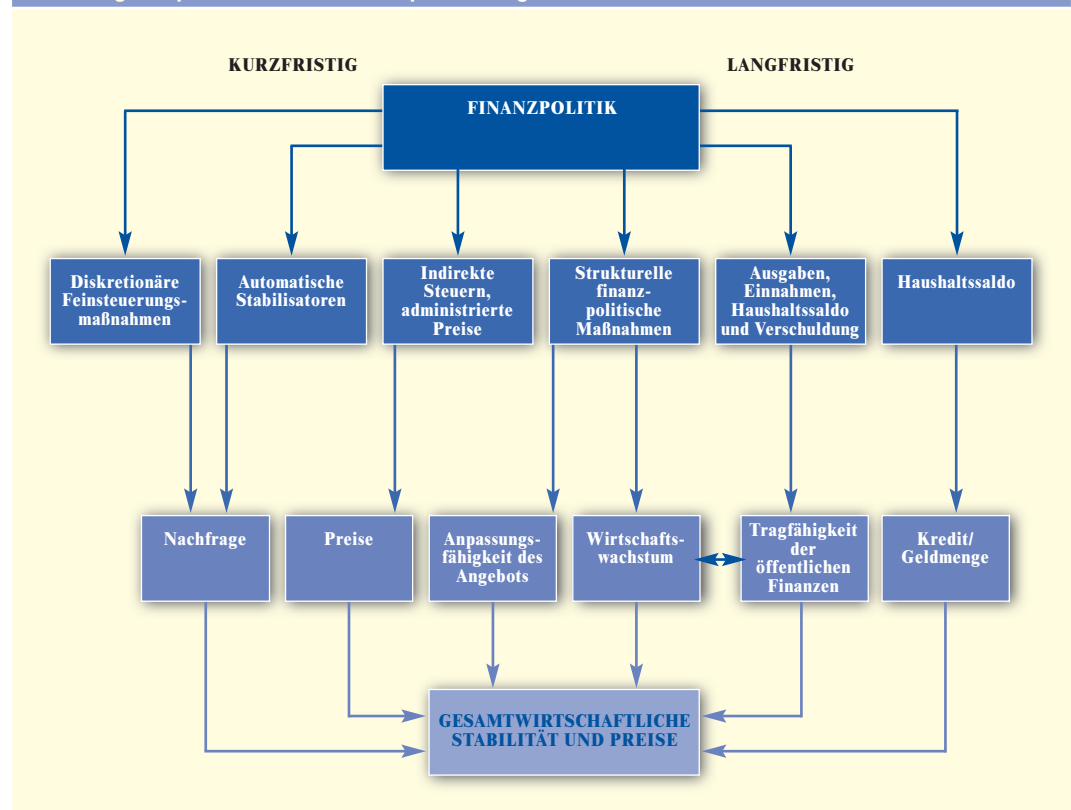 KURZFRISTIG
LANGFRISTIG
FINANZPOLITIK
Diskretionäre
Feinsteuerungs-
maßnahmen
Automatische
Stabilisatoren
Indirekte
Steuern,
administrierte
Preise
Strukturelle
finanz-
politische
Maßnahmen
Ausgaben,
Einnahmen,
Haushaltssaldo
und Verschuldung
Haushaltssaldo
Nachfrage
Preise
Anpassungs-
fähigkeit des
Angebots
Wirtschafts-
wachstum
Tragfähigkeit
der
öffentlichen
Finanzen
Kredit/
Geldmenge
GESAMTWIRTSCHAFTLICHE
STABILITÄT UND PREISE